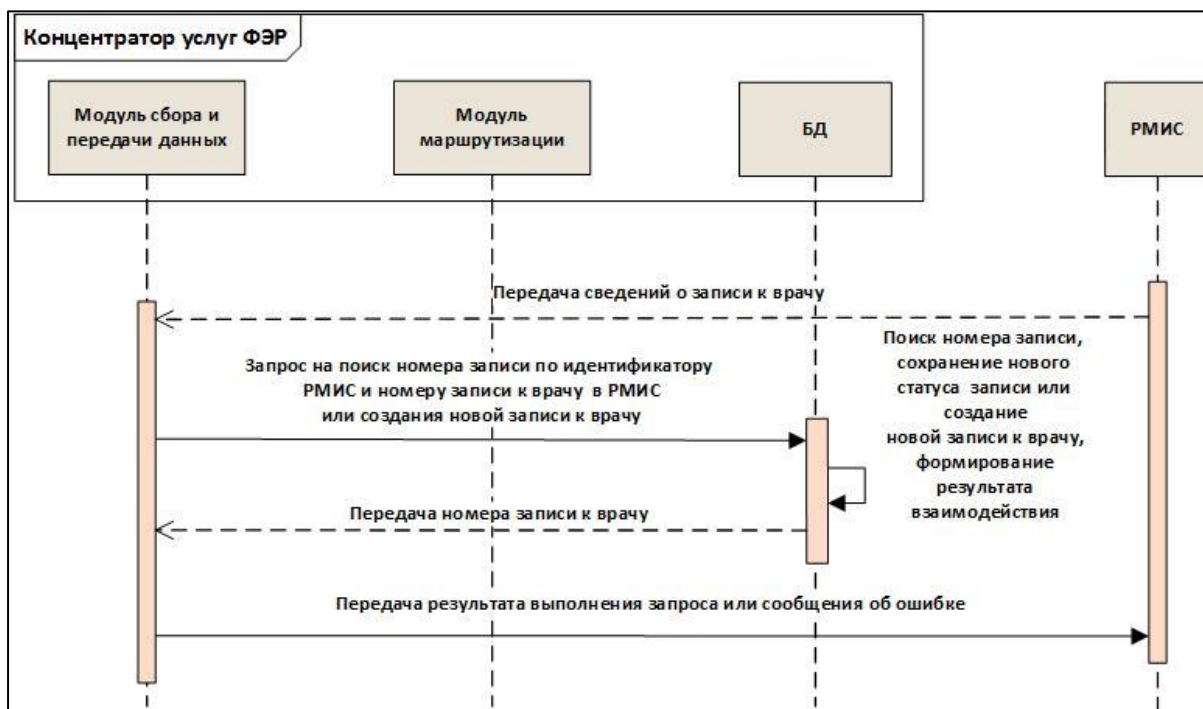 Концентратор услуг ФЭР
Модуль сбора и
передачи данных
Модуль
маршрутизации
БД
РМИС
Передача сведений о записи к врачу
Запрос на поиск номера записи по идентификатору
РМИС и номеру записи к врачу в РМИС
или создания новой записи к врачу
Поиск номера записи,
сохранение нового
статуса записи или
создание
новой записи к врачу,
формирование
результата
взаимодействия
Передача номера записи к врачу
Передача результата выполнения запроса или сообщения об ошибке